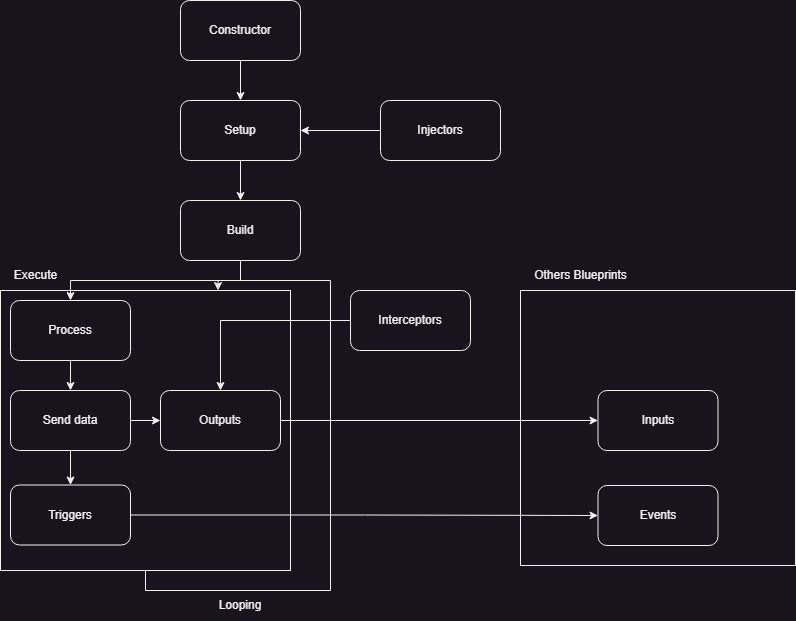 Constructor
Setup
Injectors
Build
Execute
Others Blueprints
Process
Interceptors
Send data
Outputs
Inputs
Triggers
Events
Looping